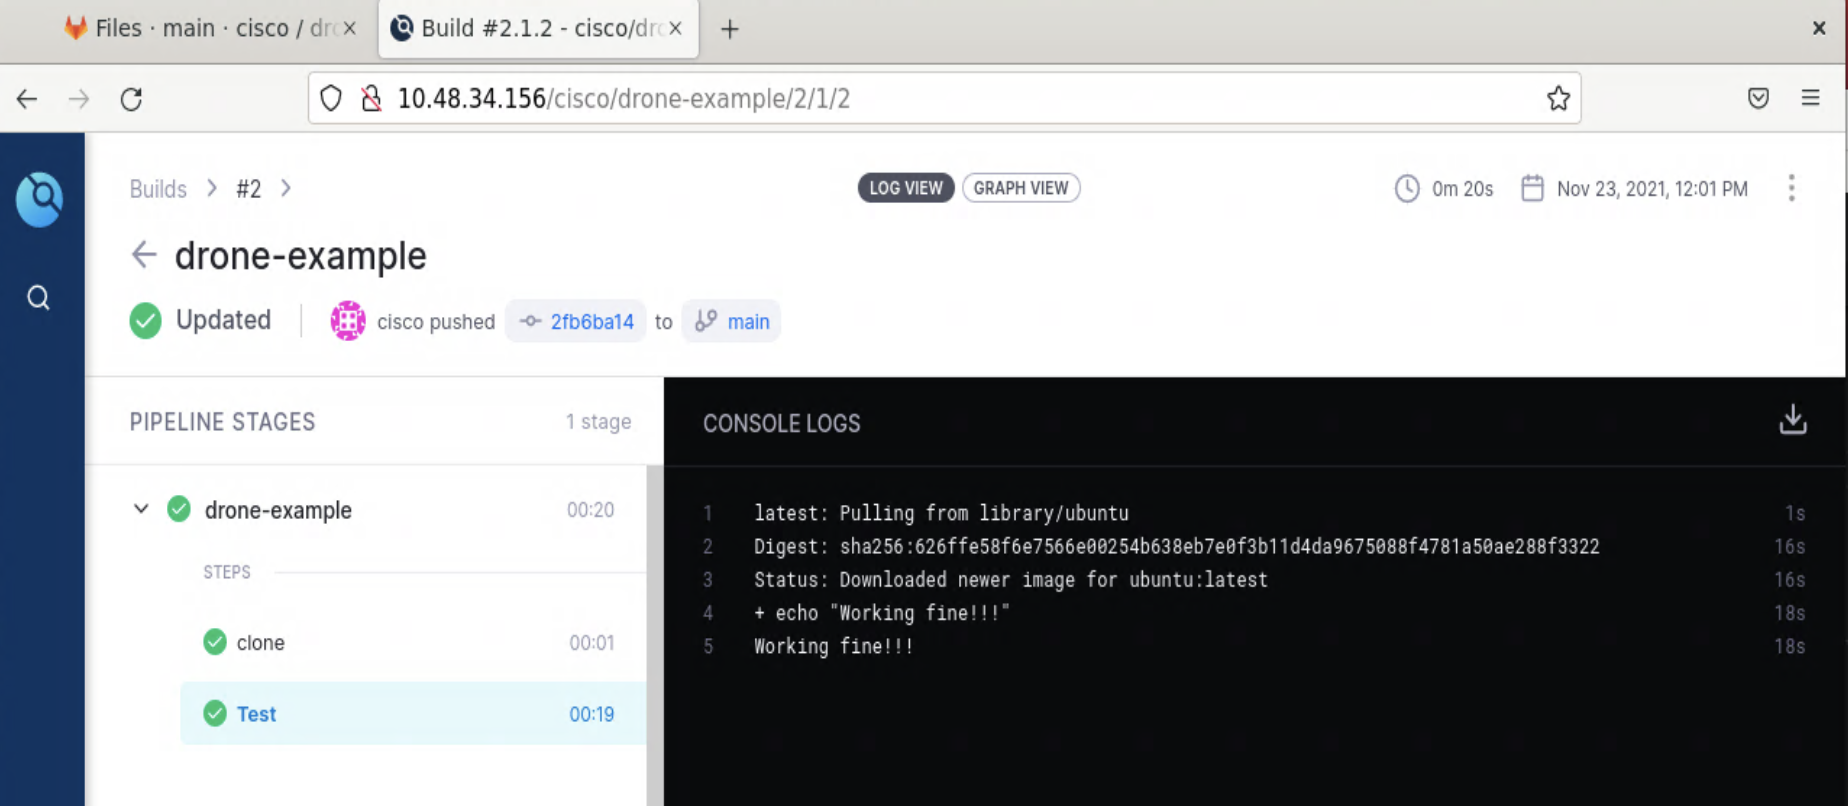 Files · main · cisco / dro
Build #2.1.2 - cisco/dro
10.48.34.156/cisco/drone-example/2/1/2
Builds > #2 >
LOG VIEW GRAPH VIEW
0m 20s Nov 23, 2021, 12:01 PM
drone-example
Updated cisco pushed 2fb6ba14 to main
PIPELINE STAGES 1 stage
drone-example 00:20
STEPS
clone 00:01
Test 00:19
CONSOLE LOGS
1 latest: Pulling from library/ubuntu 1s
2 Digest: sha256:626ffe58f6e7566e00254b638eb7e0f3b11d4da9675088f4781a50ae288f3322 16s
3 Status: Downloaded newer image for ubuntu:latest 16s
4 + echo "Working fine!!!" 18s
5 Working fine!!! 18s